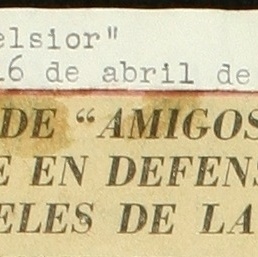 elsior"
16 de abril de
DE "AMIGOS
E EN DEFENS
ELES DE LA